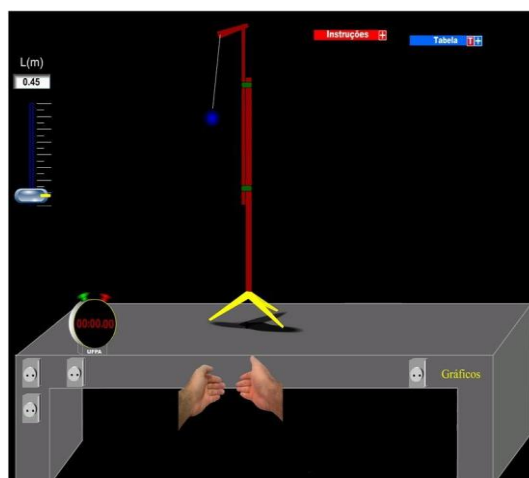 Instruções
Tabela
T
L(m)
0.45
00:00.00
UFPA
Gráficos